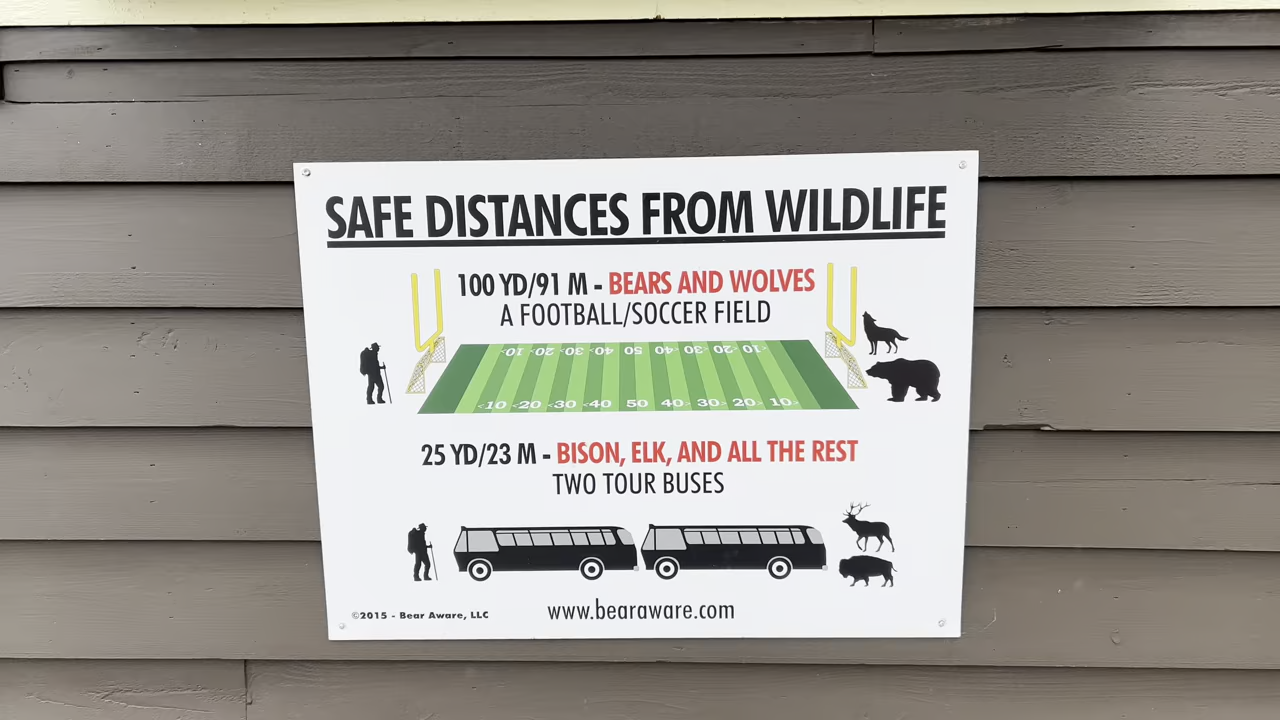 SAFE DISTANCES FROM WILDLIFE
100 YD/91 M - BEARS AND WOLVES
A FOOTBALL/SOCCER FIELD
10 20 30 40 50 40 30 20 10
<10 <20 <30 <40 50 40> 30> 20> 10>
25 YD/23 M - BISON, ELK, AND ALL THE REST
TWO TOUR BUSES
©2015 - Bear Aware, LLC
www.bearaware.com